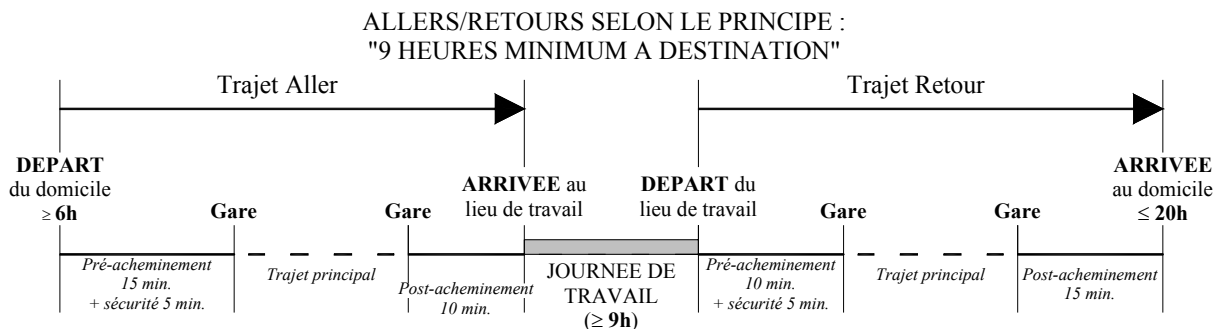 ALLERS/RETOURS SELON LE PRINCIPE :
"9 HEURES MINIMUM A DESTINATION"
Trajet Aller
Trajet Retour
DEPART
du domicile
≥ 6h
Gare
Gare
ARRIVEE au
lieu de travail
DEPART du
lieu de travail
Gare
Gare
ARRIVEE
au domicile
≤ 20h
Pré-acheminement
15 min.
+ sécurité 5 min.
Trajet principal
Post-acheminement
10 min.
JOURNEE DE
TRAVAIL
(≥ 9h)
Pré-acheminement
10 min.
+ sécurité 5 min.
Trajet principal
Post-acheminement
15 min.